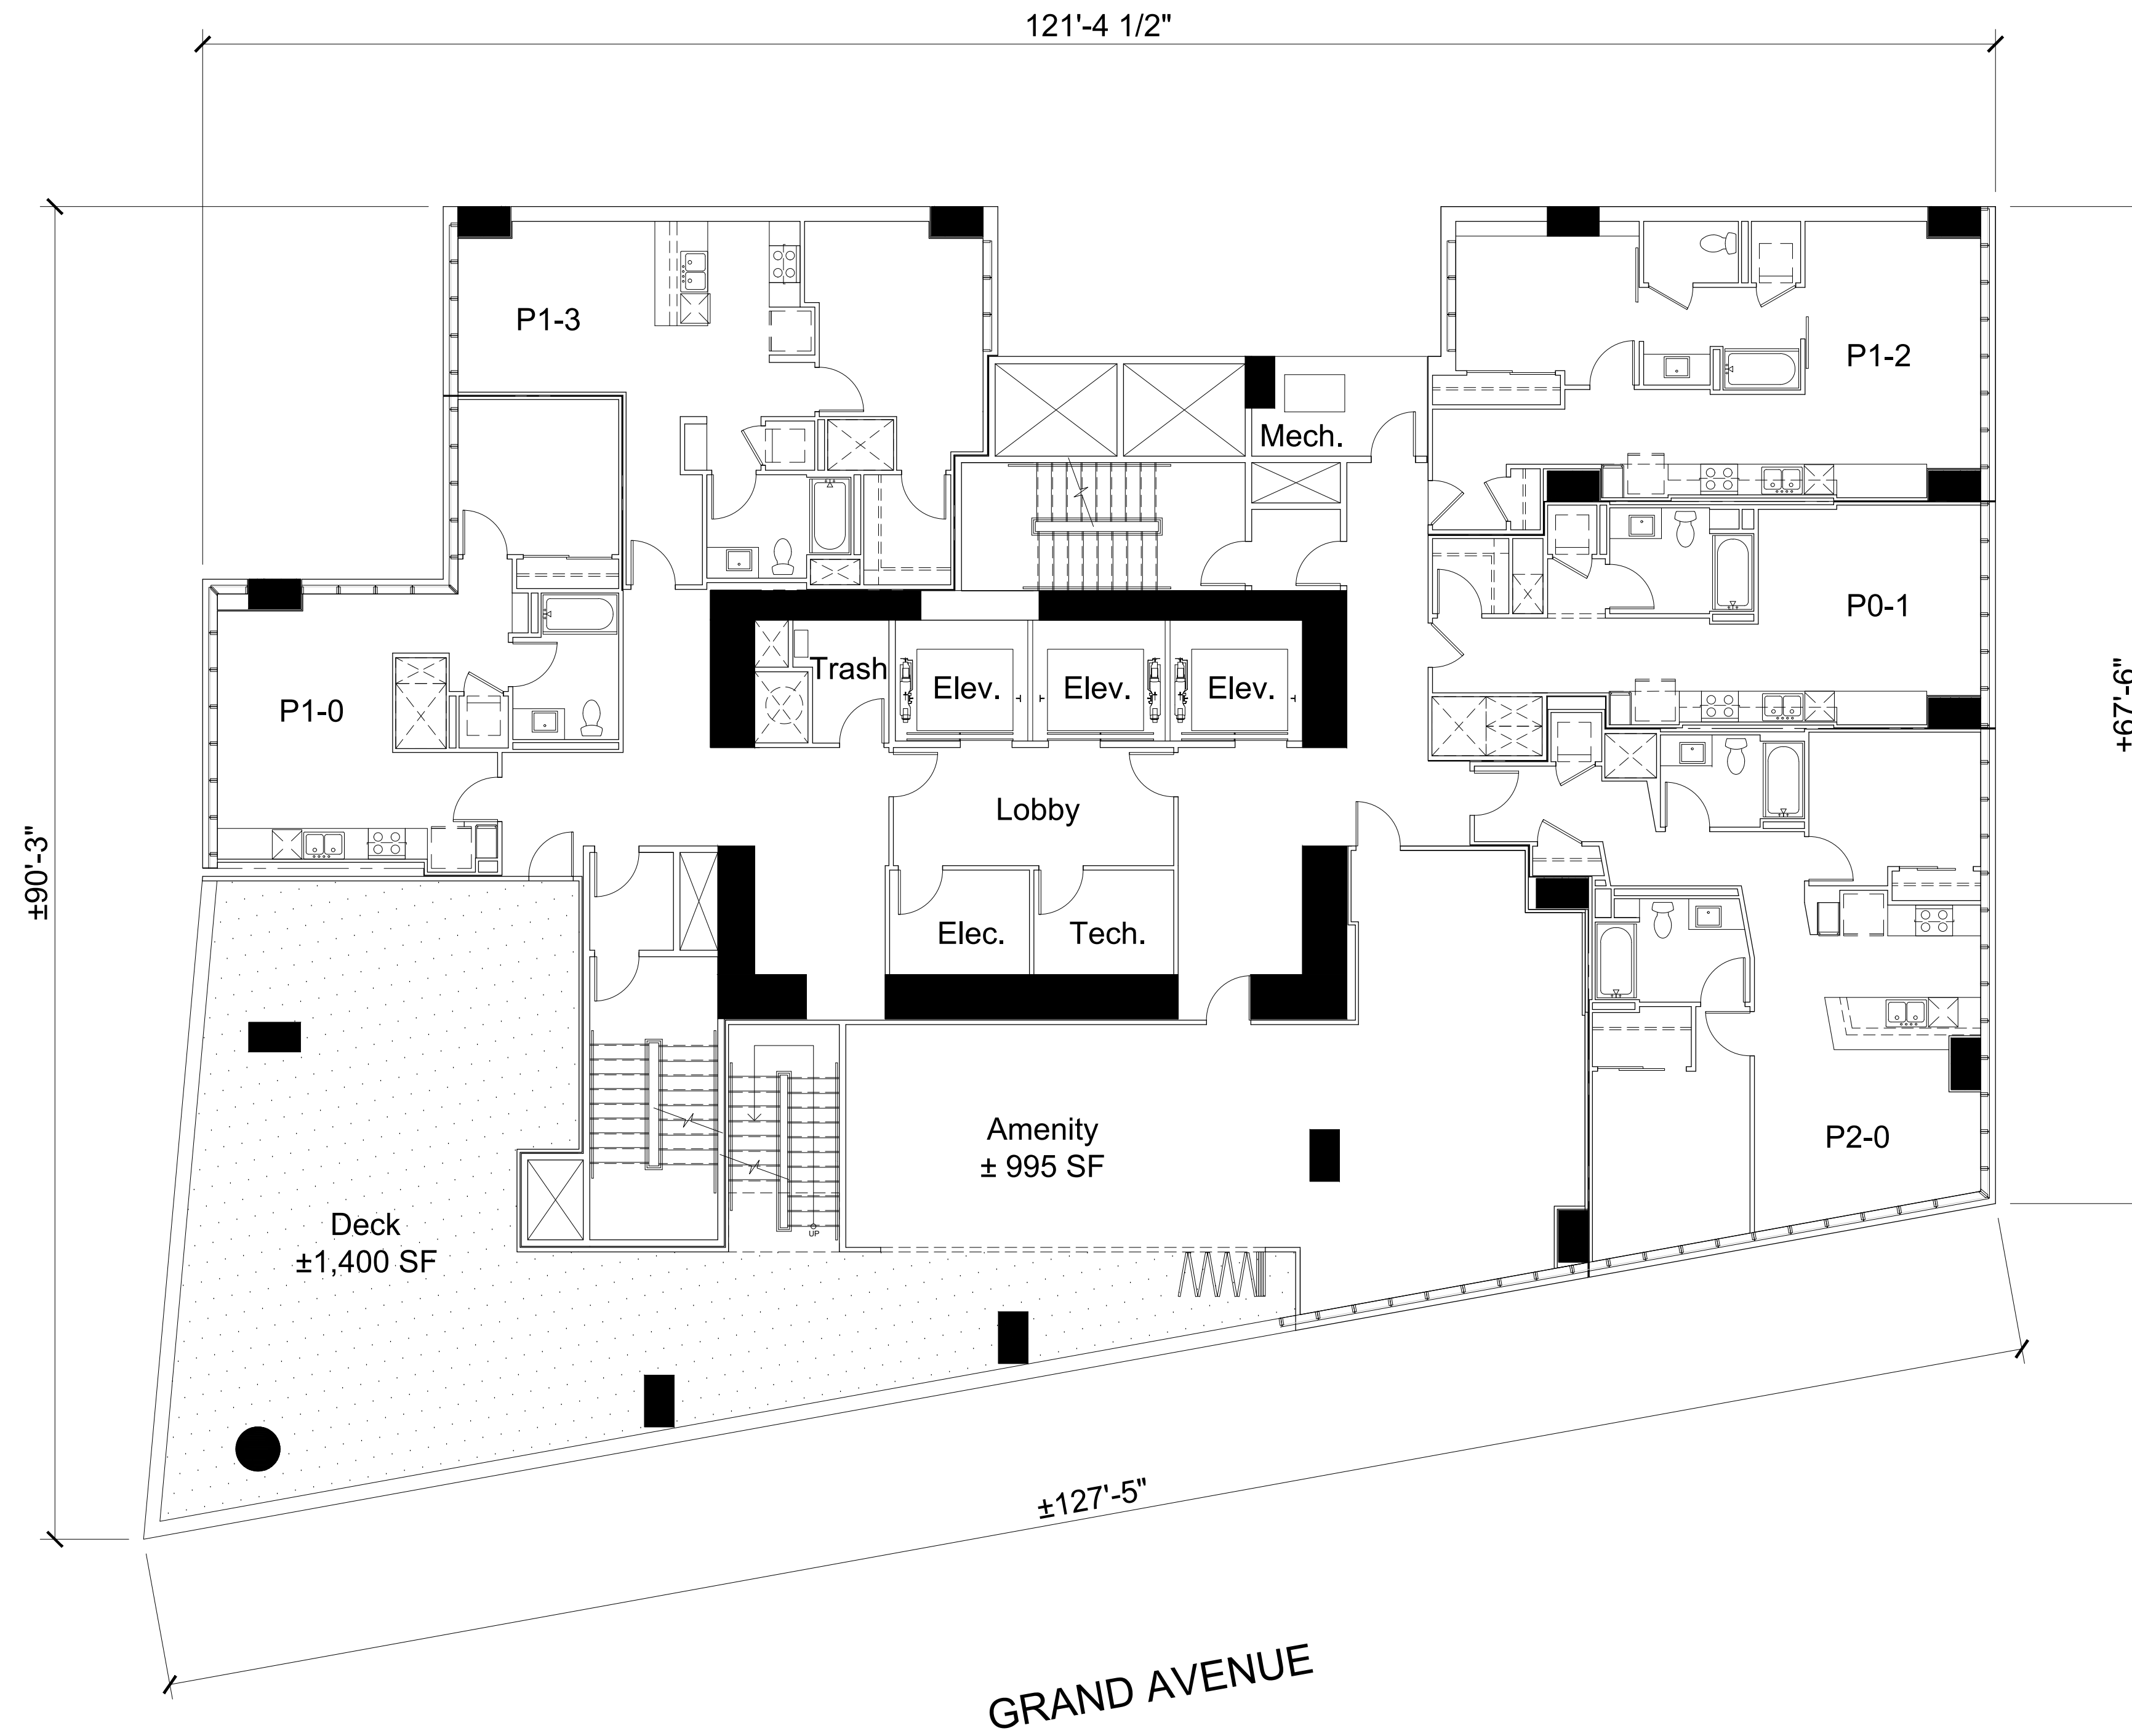 121'-4 1/2"
P1-3
P1-2
Mech.
P0-1
±67'-6"
Trash
Elev.
Elev.
Elev.
P1-0
Lobby
±90'-3"
Elec.
Tech.
Amenity
± 995 SF
P2-0
Deck
±1,400 SF
UP
±127'-5"
GRAND AVENUE